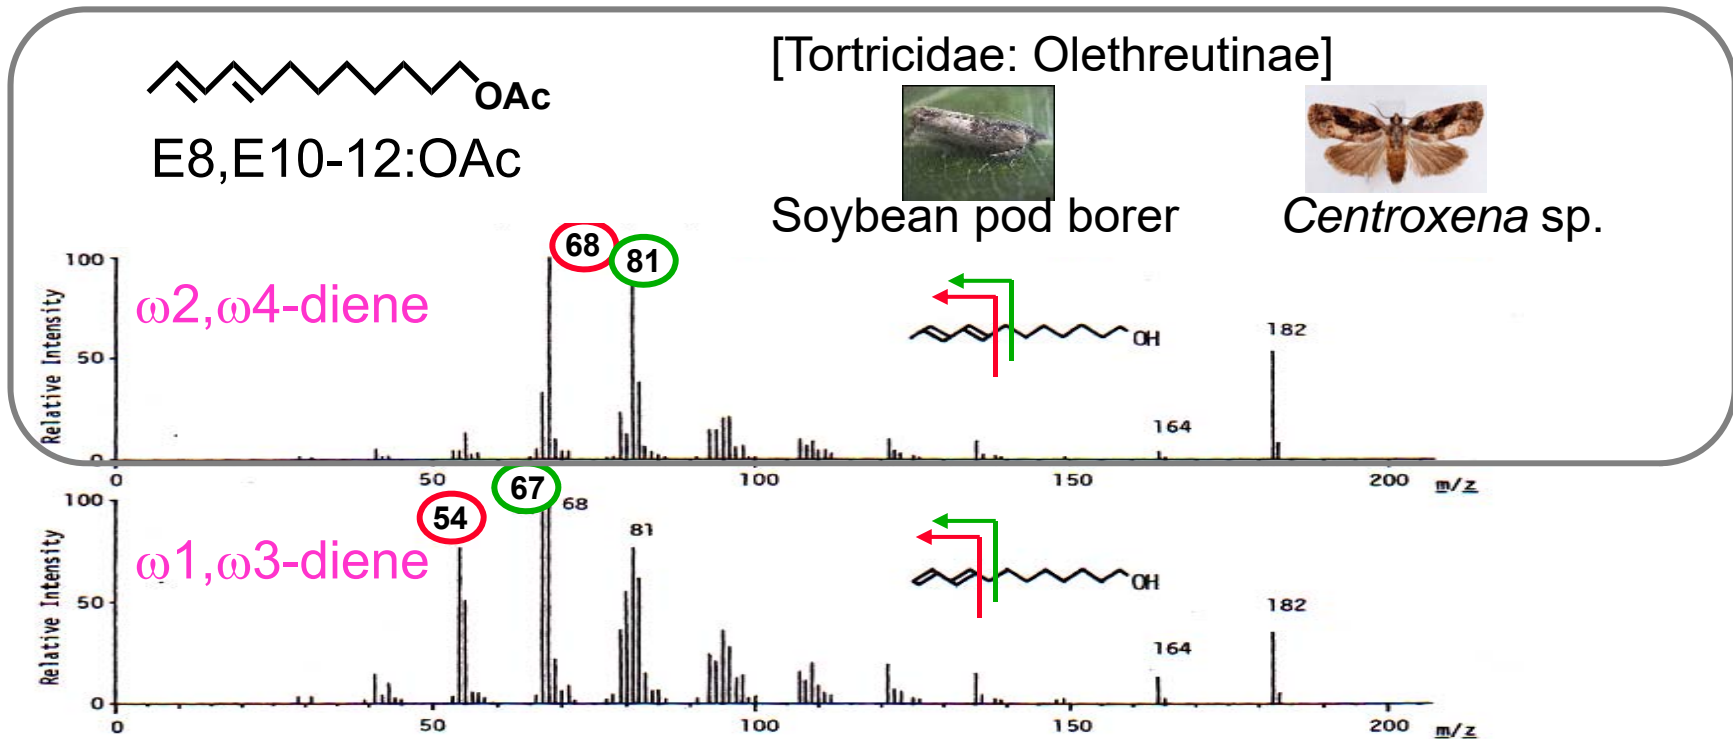 [Tortricidae: Olethreutinae]
OAc
E8,E10-12:OAc
Soybean pod borer
Centroxena sp.
68
81
100
ω2,ω4-diene
Relative Intensity
50
OH
182
164
0
0
50
100
150
200
m/z
67
100
54
68
81
ω1,ω3-diene
Relative Intensity
50
OH
182
164
0
0
50
100
150
200
m/z